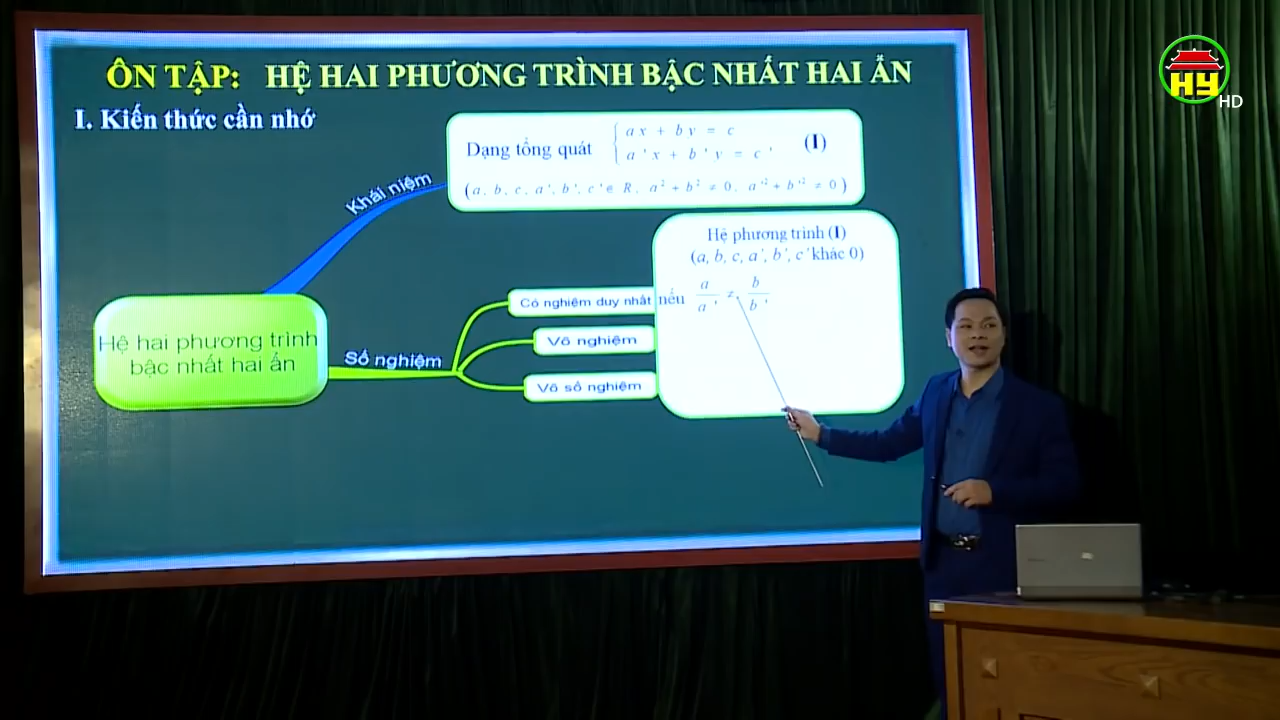 ÔN TẬP: HỆ HAI PHƯƠNG TRÌNH BẬC NHẤT HAI ẨN
I. Kiến thức cần nhớ
Khái niệm
Dạng tổng quát { ax + by = c
a'x + b'y = c' (I)
(a, b, c, a', b', c' ∈ R, a² + b² ≠ 0, a'² + b'² ≠ 0)
Hệ phương trình (I)
(a, b, c, a', b', c' khác 0)
Hệ hai phương trình
bậc nhất hai ẩn
Số nghiệm
Có nghiệm duy nhất nếu a/a' ≠ b/b'
Vô nghiệm
Vô số nghiệm
HY
HD